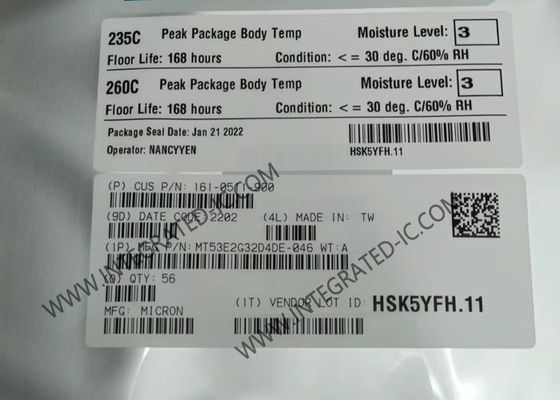 235C Peak Package Body Temp Moisture Level: 3
Floor Life: 168 hours Condition: < = 30 deg. C/60% RH
260C Peak Package Body Temp Moisture Level: 3
Floor Life: 168 hours Condition: < = 30 deg. C/60% RH
Package Seal Date: Jan 21 2022
Operator: NANCYYEN HSK5YFH.11
(P) CUS P/N:
(9D) DATE CODE: 2202 (4L) MADE IN: TW
(1P) MFG P/N: MT53E2G32D4DE-046 WT:A
(Q) QTY: 56
(1T) VENDOR LOT ID: HSK5YFH.11
MFG: MICRON
WWW.INTEGRATED-IC.COM
WWW.INTEGRATED-IC.COM